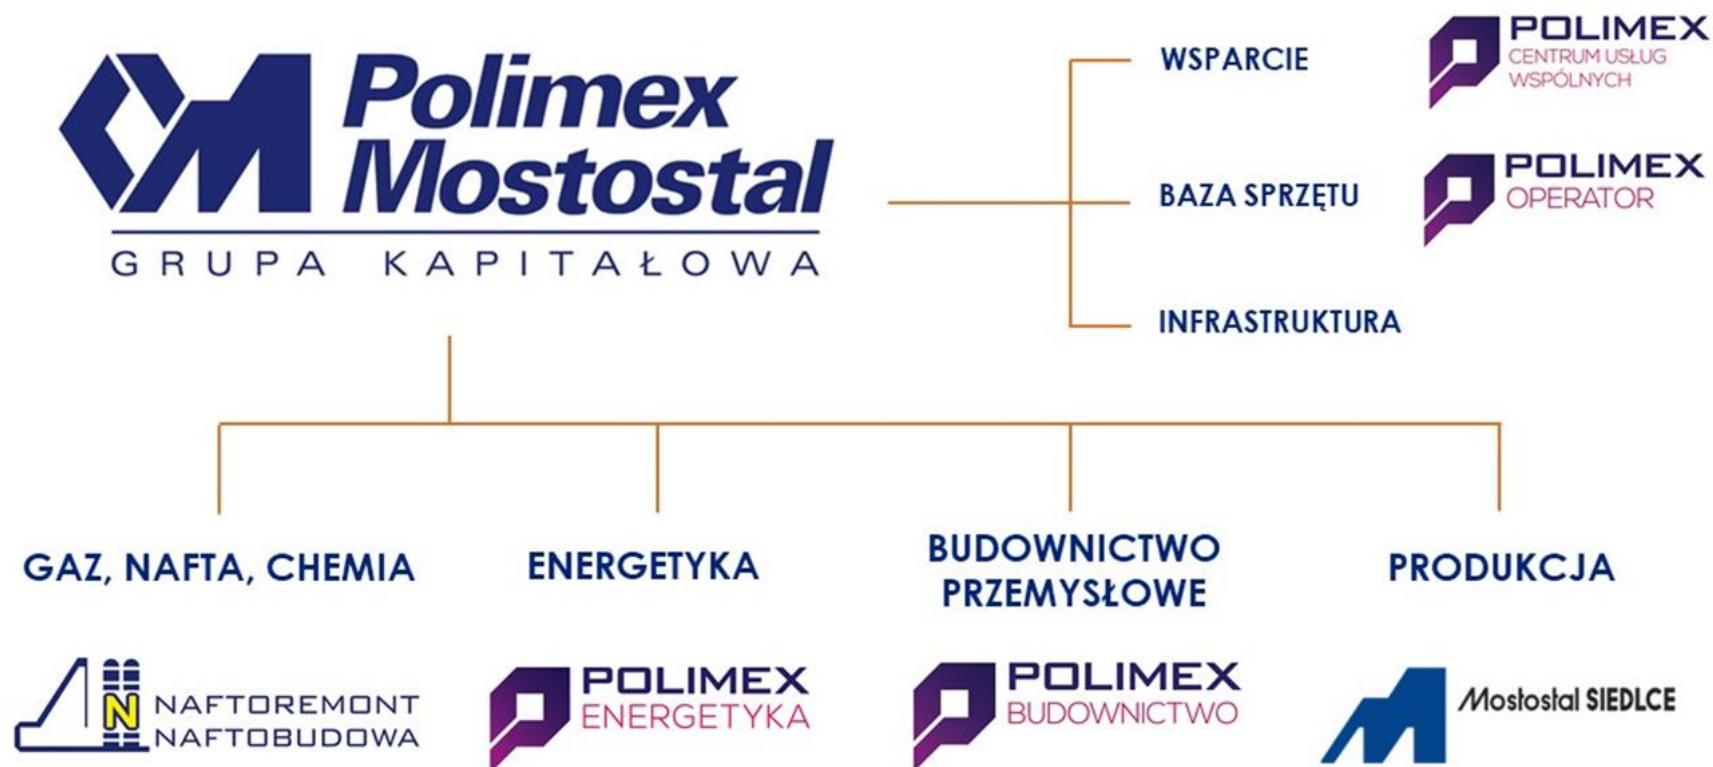 Polimex
Mostostal
GRUPA KAPITAŁOWA
WSPARCIE
POLIMEX
CENTRUM USŁUG
WSPÓLNYCH
BAZA SPRZĘTU
POLIMEX
OPERATOR
INFRASTRUKTURA
GAZ, NAFTA, CHEMIA
N NAFTOREMONT
NAFTOBUDOWA
ENERGETYKA
POLIMEX
ENERGETYKA
BUDOWNICTWO
PRZEMYSŁOWE
POLIMEX
BUDOWNICTWO
PRODUKCJA
Mostostal SIEDLCE